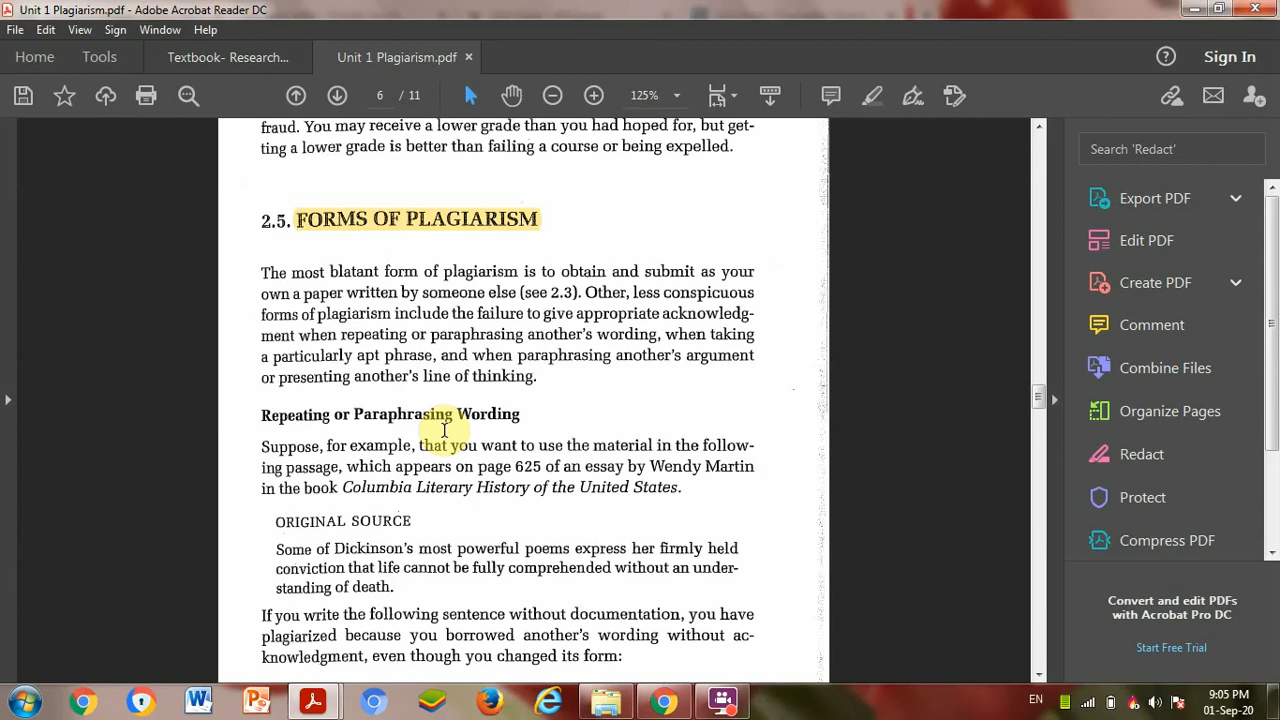 Unit 1 Plagiarism.pdf - Adobe Acrobat Reader DC
File Edit View Sign Window Help
Home Tools Textbook- Research... Unit 1 Plagiarism.pdf × Sign In
6 / 11 125%
fraud. You may receive a lower grade than you had hoped for, but get-
ting a lower grade is better than failing a course or being expelled.
2.5. FORMS OF PLAGIARISM
The most blatant form of plagiarism is to obtain and submit as your
own a paper written by someone else (see 2.3). Other, less conspicuous
forms of plagiarism include the failure to give appropriate acknowledg-
ment when repeating or paraphrasing another's wording, when taking
a particularly apt phrase, and when paraphrasing another's argument
or presenting another's line of thinking.
Repeating or Paraphrasing Wording
Suppose, for example, that you want to use the material in the follow-
ing passage, which appears on page 625 of an essay by Wendy Martin
in the book Columbia Literary History of the United States.
ORIGINAL SOURCE
Some of Dickinson's most powerful poems express her firmly held
conviction that life cannot be fully comprehended without an under-
standing of death.
If you write the following sentence without documentation, you have
plagiarized because you borrowed another's wording without ac-
knowledgment, even though you changed its form:
Search 'Redact'
Export PDF
Edit PDF
Create PDF
Comment
Combine Files
Organize Pages
Redact
Protect
Compress PDF
Convert and edit PDFs
with Acrobat Pro DC
Start Free Trial
EN
9:05 PM
01-Sep-20